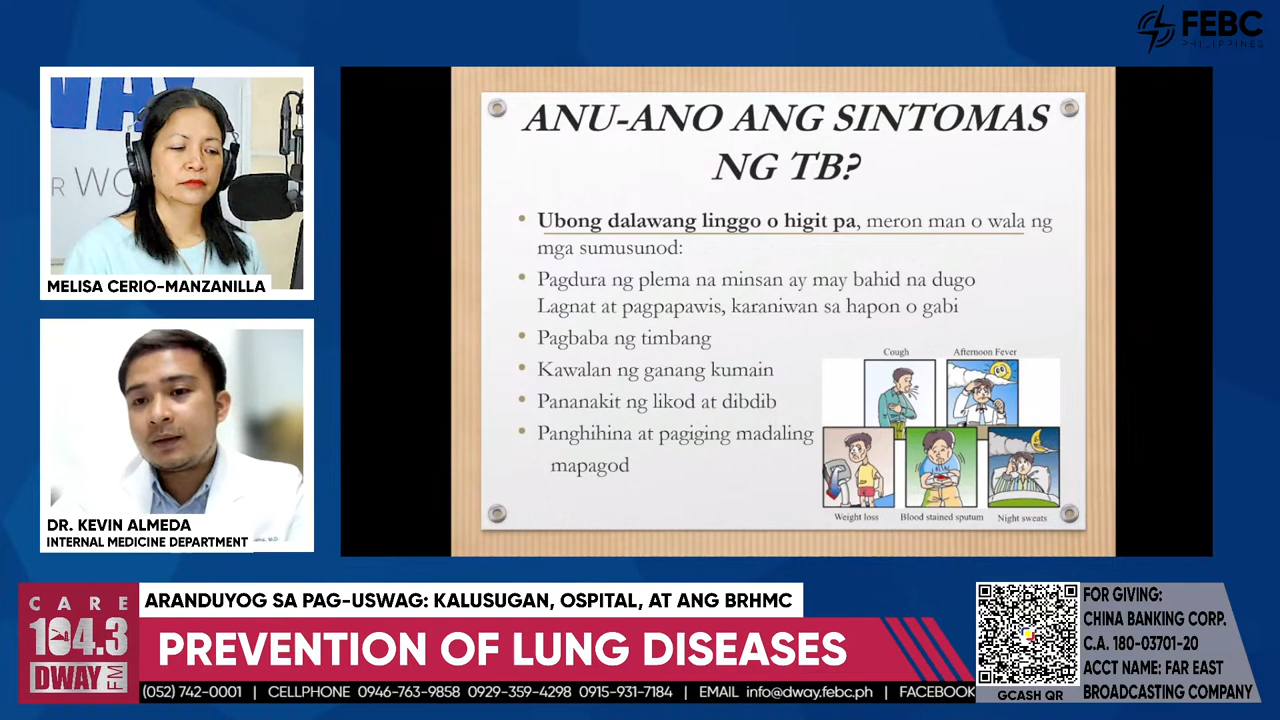 FEBC
PHILIPPINES
WAY
R WO
MELISA CERIO-MANZANILLA
DR. KEVIN ALMEDA
INTERNAL MEDICINE DEPARTMENT
ANU-ANO ANG SINTOMAS
NG TB?
• Ubong dalawang linggo o higit pa, meron man o wala ng
mga sumusunod:
• Pagdura ng plema na minsan ay may bahid na dugo
Lagnat at pagpapawis, karaniwan sa hapon o gabi
• Pagbaba ng timbang
• Kawalan ng ganang kumain
• Pananakit ng likod at dibdib
• Panghihina at pagiging madaling
mapagod
Cough
Afternoon Fever
Weight loss
Blood stained sputum
Night sweats
CARE
104.3
DWAY
FM
ARANDUYOG SA PAG-USWAG: KALUSUGAN, OSPITAL, AT ANG BRHMC
PREVENTION OF LUNG DISEASES
(052) 742-0001 | CELLPHONE 0946-763-9858 0929-359-4298 0915-931-7184 | EMAIL info@dway.febc.ph | FACEBOOK
GCASH QR
FOR GIVING:
CHINA BANKING CORP.
C.A. 180-03701-20
ACCT NAME: FAR EAST
BROADCASTING COMPANY